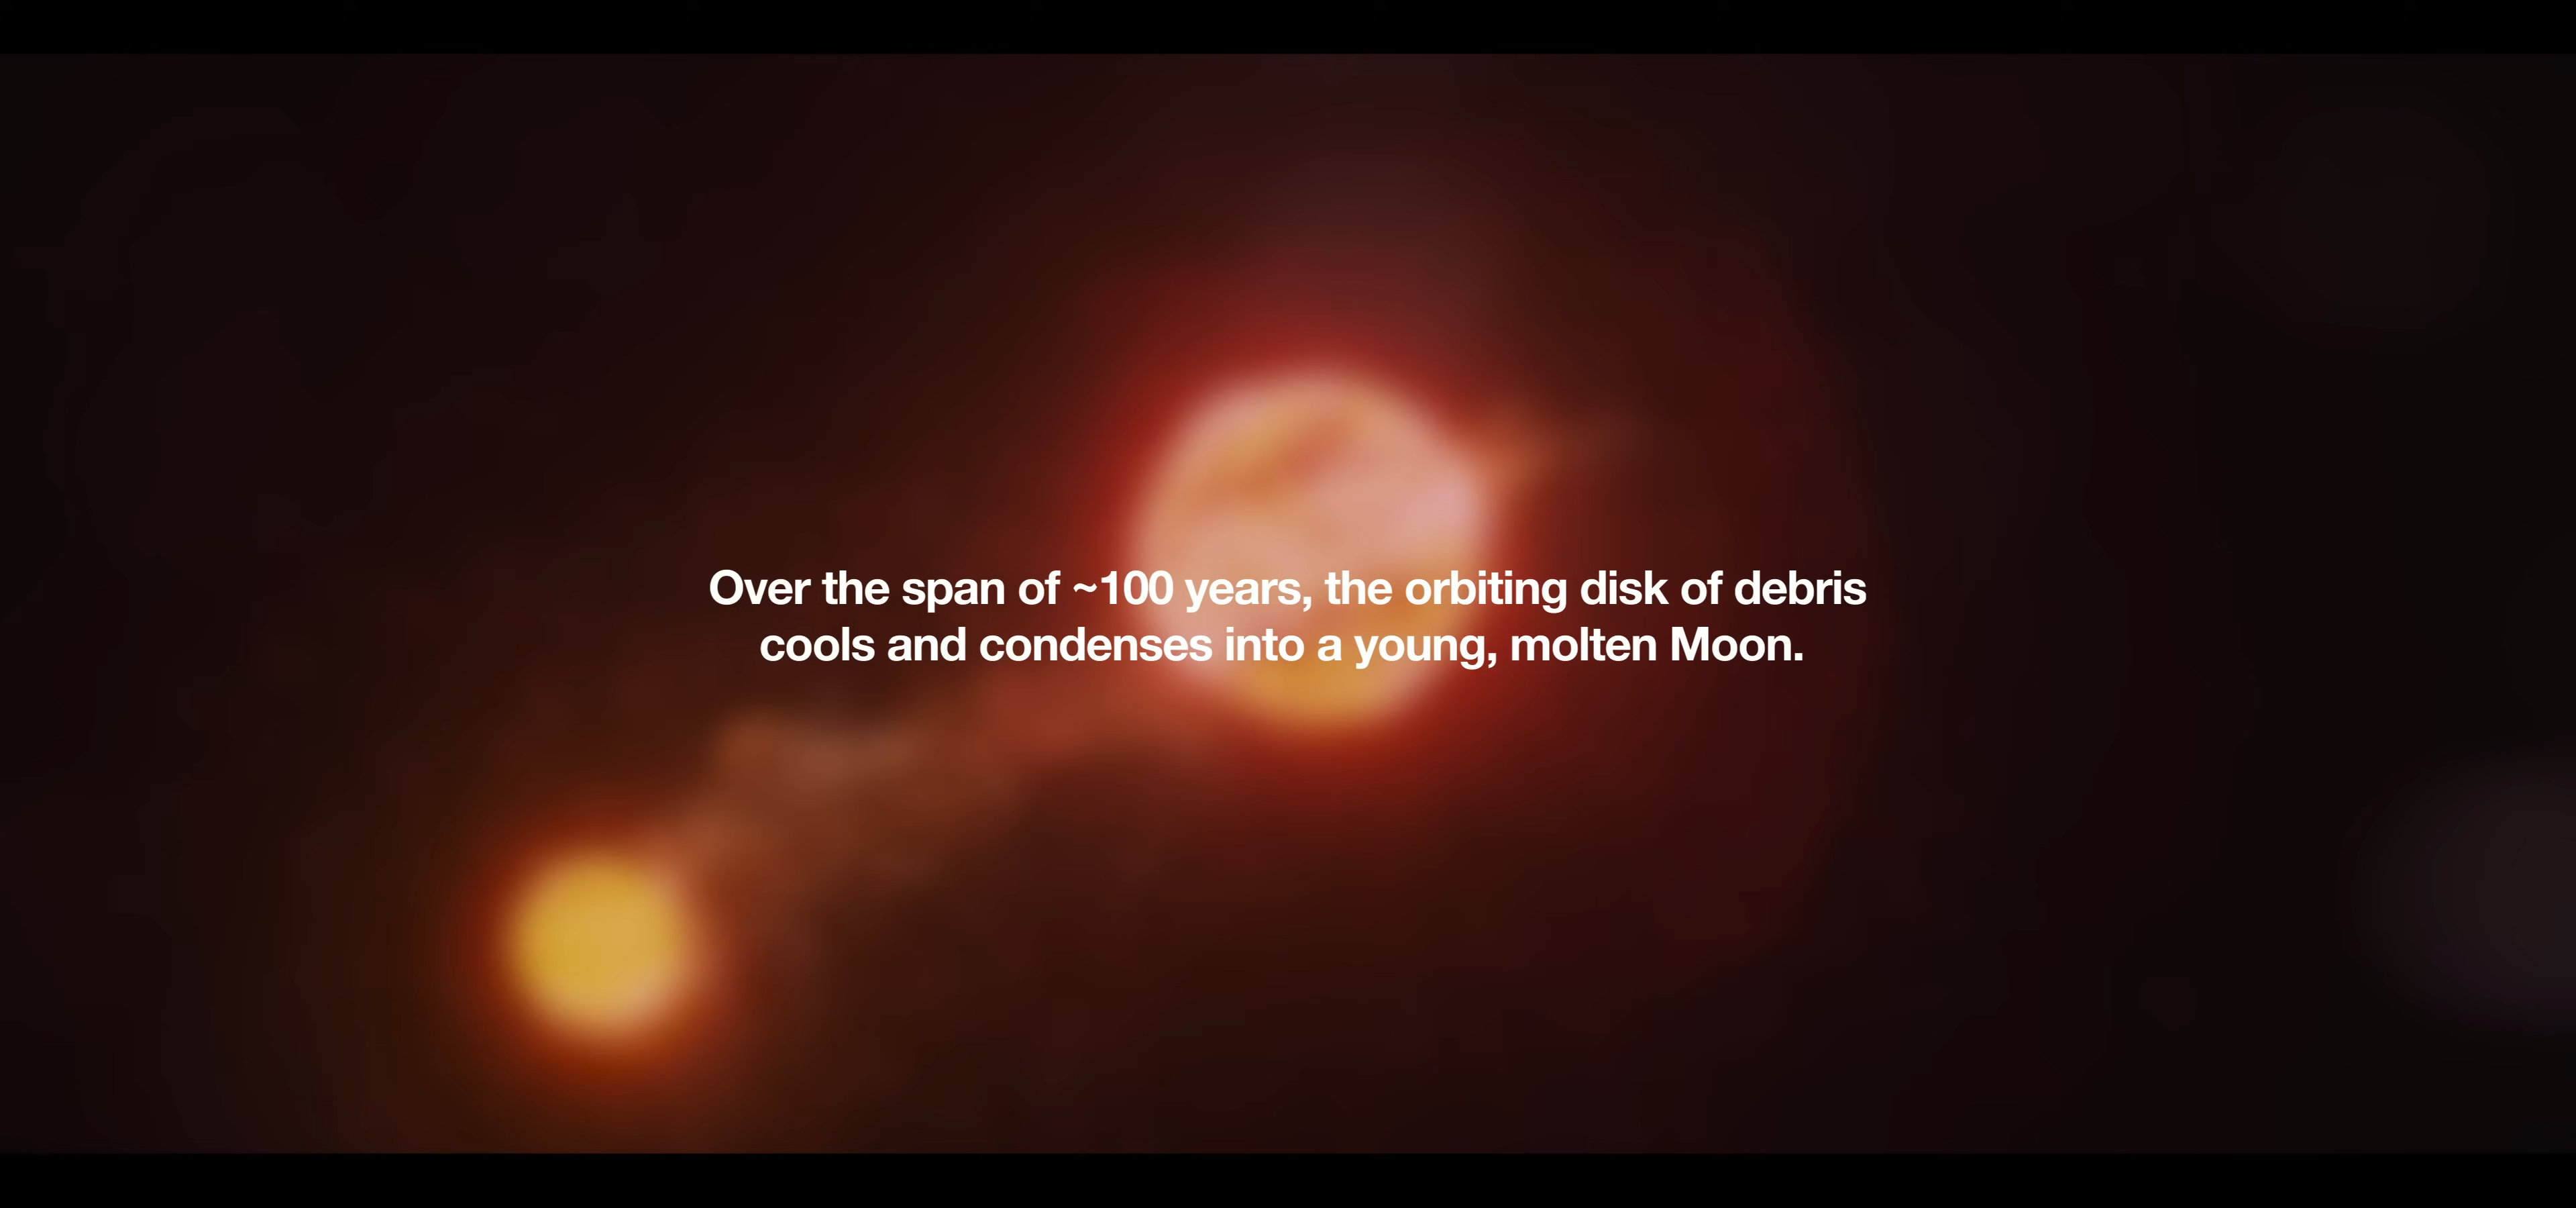 Over the span of ~100 years, the orbiting disk of debris
cools and condenses into a young, molten Moon.